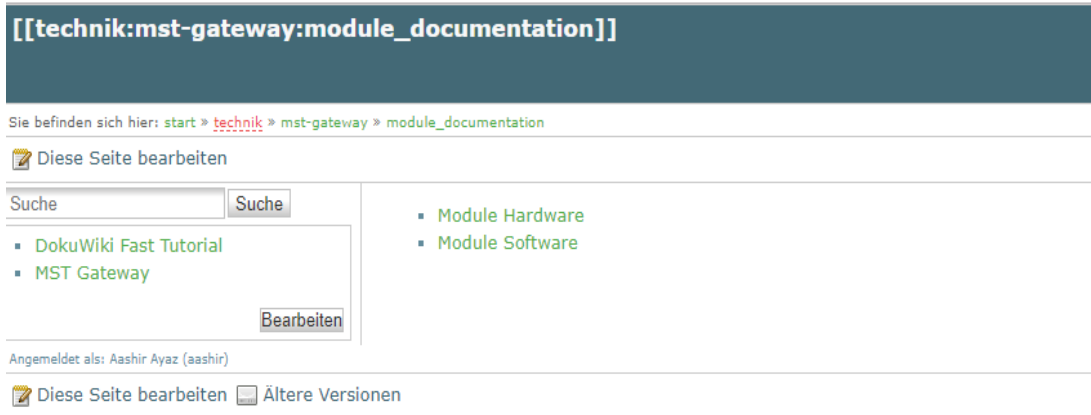 [[technik:mst-gateway:module_documentation]]
Sie befinden sich hier: start » technik » mst-gateway » module_documentation
Diese Seite bearbeiten
Suche Suche
DokuWiki Fast Tutorial
MST Gateway
Bearbeiten
Module Hardware
Module Software
Angemeldet als: Aashir Ayaz (aashir)
Diese Seite bearbeiten Ältere Versionen